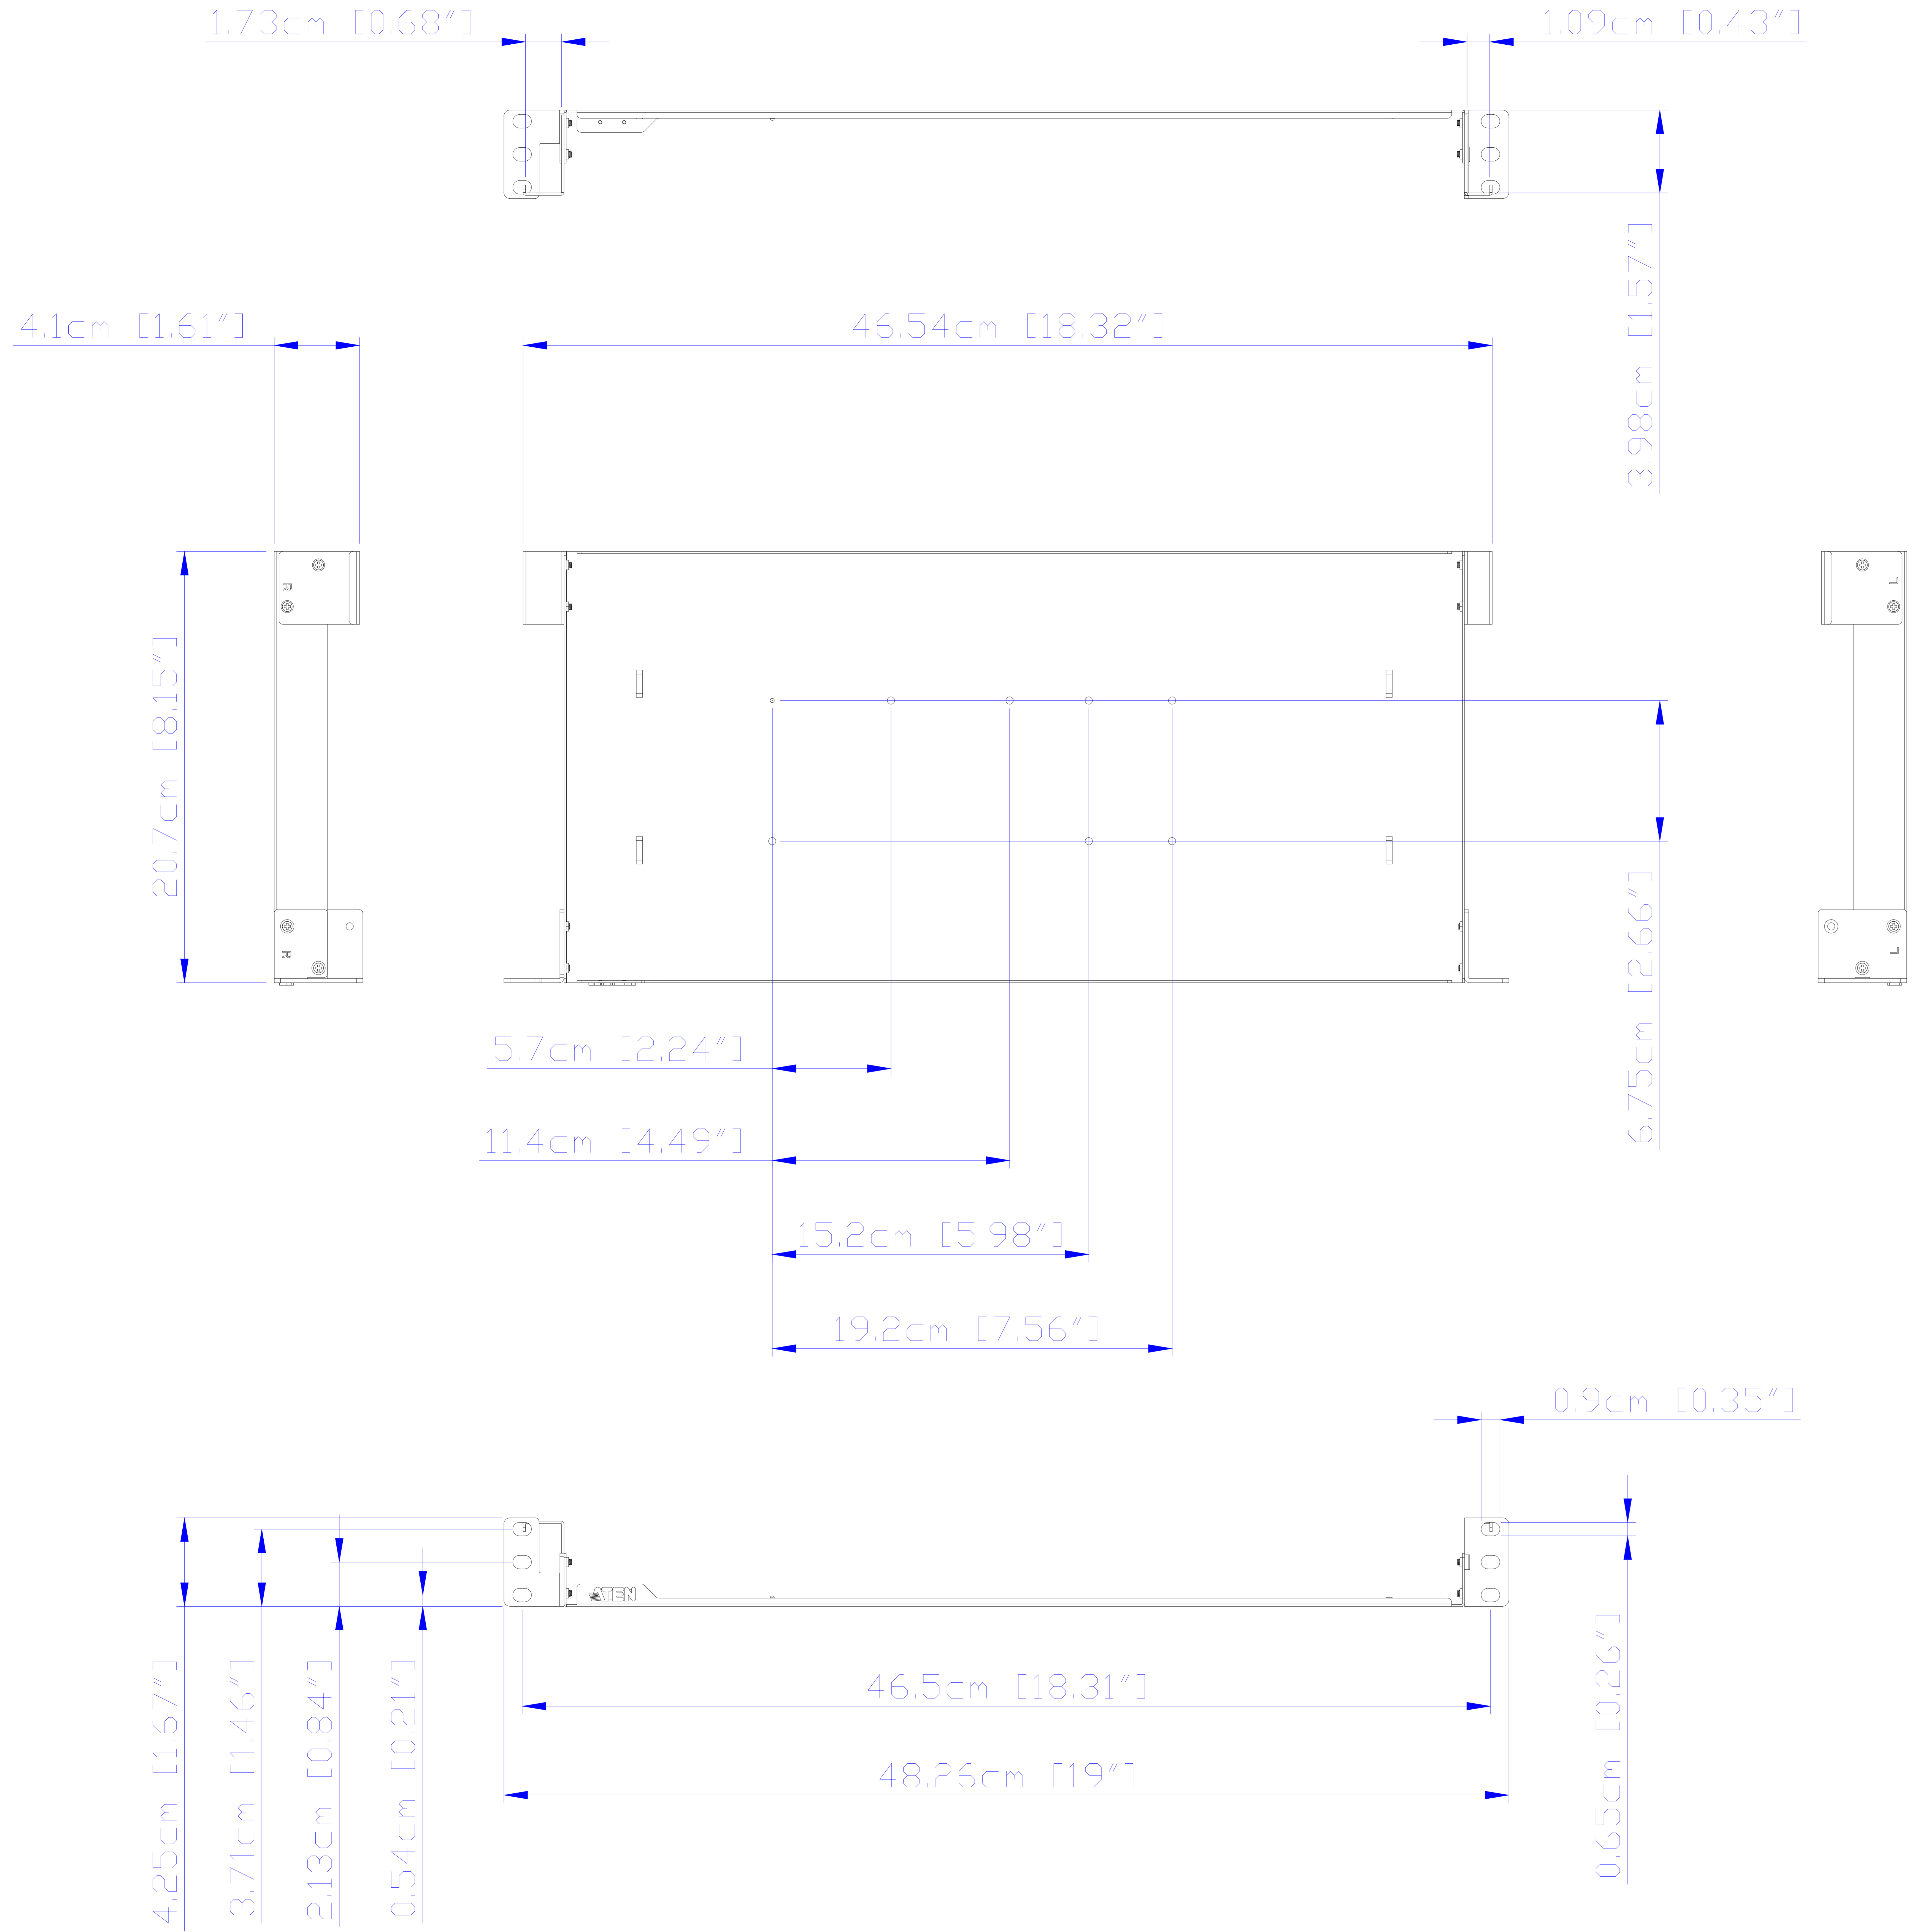 1.73cm [0.68"]
1.09cm [0.43"]
3.98cm [1.57"]
4.1cm [1.61"]
46.54cm [18.32"]
20.7cm [8.15"]
R
L
R
L
6.75cm [2.66"]
5.7cm [2.24"]
11.4cm [4.49"]
15.2cm [5.98"]
19.2cm [7.56"]
0.9cm [0.35"]
ATEN
4.25cm [1.67"]
3.71cm [1.46"]
2.13cm [0.84"]
0.54cm [0.21"]
46.5cm [18.31"]
48.26cm [19"]
0.65cm [0.26"]